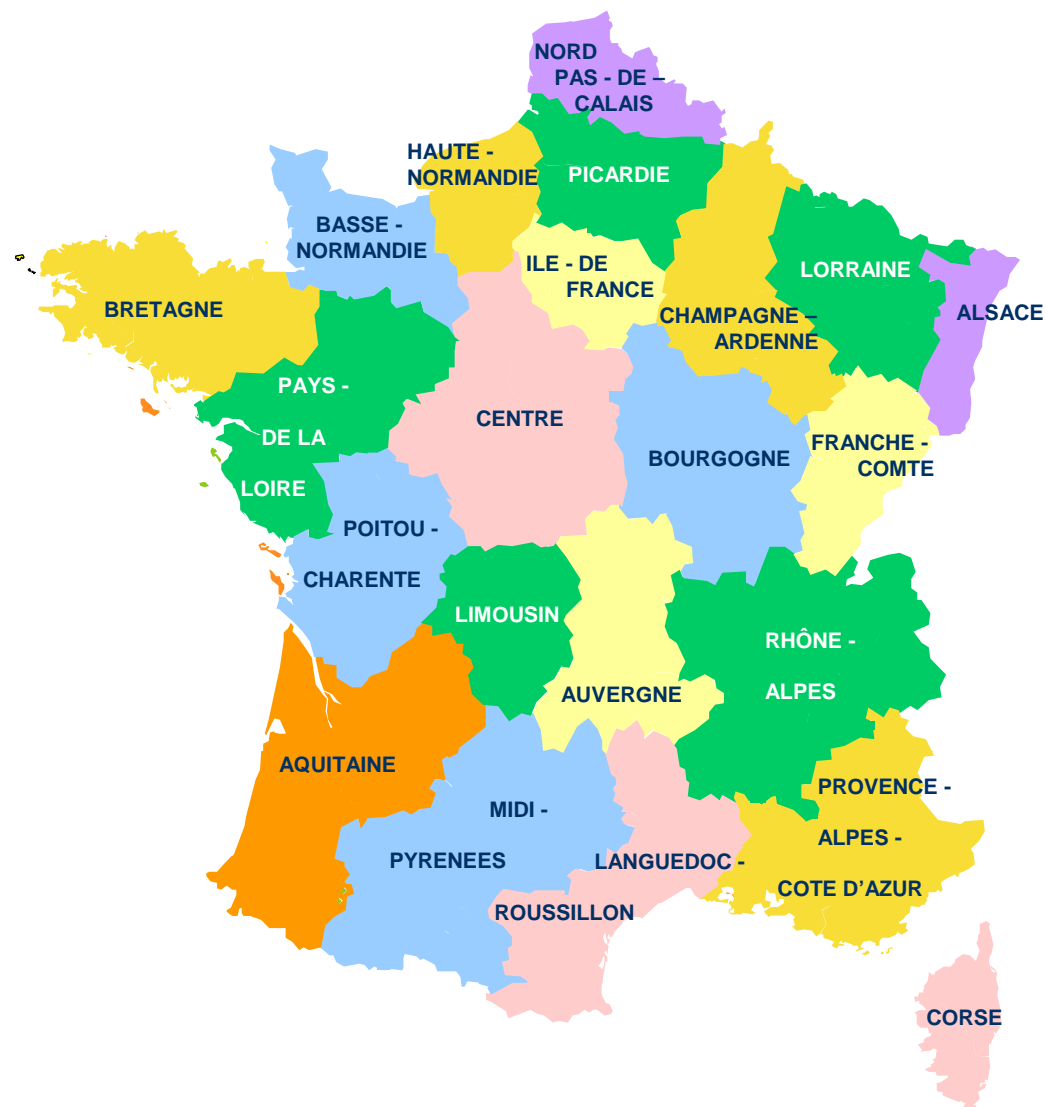 NORD
PAS - DE –
CALAIS
HAUTE -
NORMANDIE
PICARDIE
BASSE -
NORMANDIE
ILE - DE
FRANCE
LORRAINE
BRETAGNE
CHAMPAGNE –
ARDENNE
ALSACE
PAYS -
DE LA
LOIRE
CENTRE
BOURGOGNE
FRANCHE -
COMTE
POITOU -
CHARENTE
LIMOUSIN
AUVERGNE
RHÔNE -
ALPES
AQUITAINE
MIDI -
PYRENEES
LANGUEDOC -
ROUSSILLON
PROVENCE -
ALPES -
COTE D’AZUR
CORSE